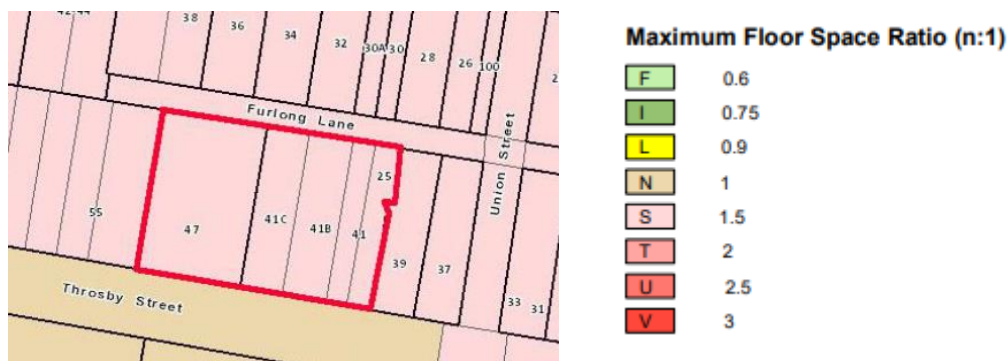 42-44
38
36
34
32
30A
30
28
26
100
2
Furlong Lane
Union Street
25
55
47
41C
41B
41
39
37
33
31
Throsby Street
Maximum Floor Space Ratio (n:1)
F 0.6
I 0.75
L 0.9
N 1
S 1.5
T 2
U 2.5
V 3